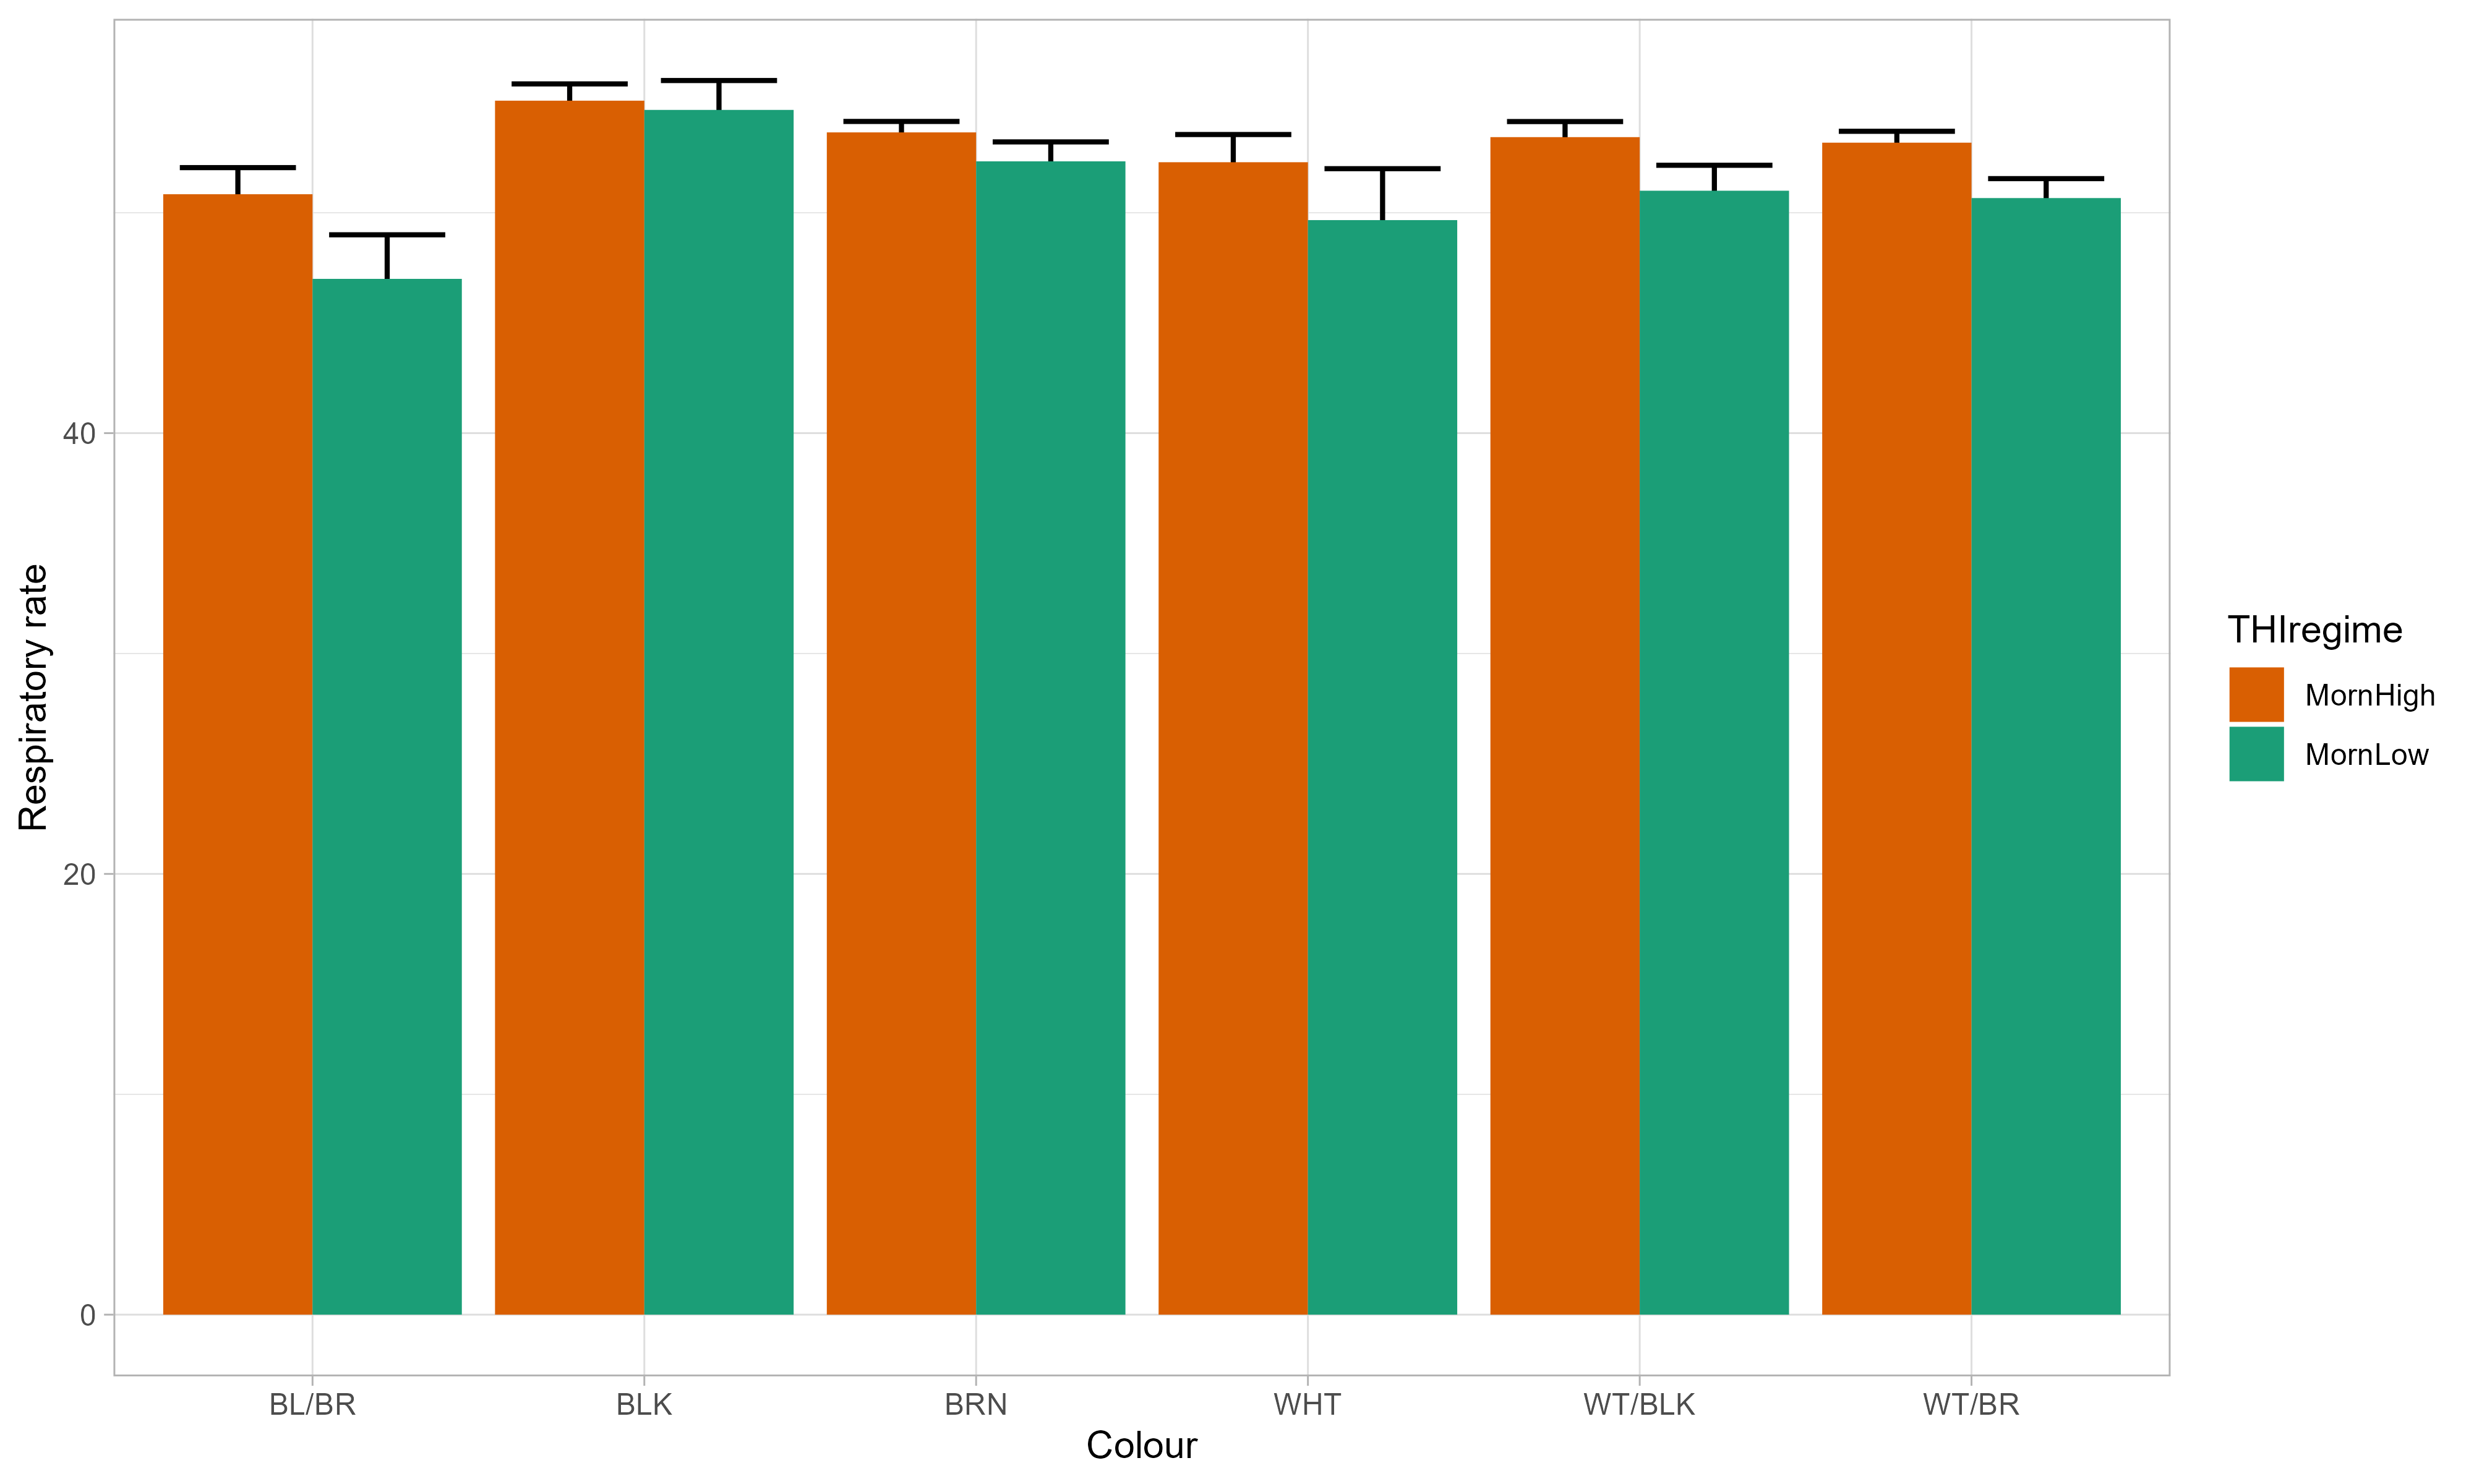 Respiratory rate
40
20
0
BL/BR BLK BRN WHT WT/BLK WT/BR
Colour
THIregime
MornHigh
MornLow